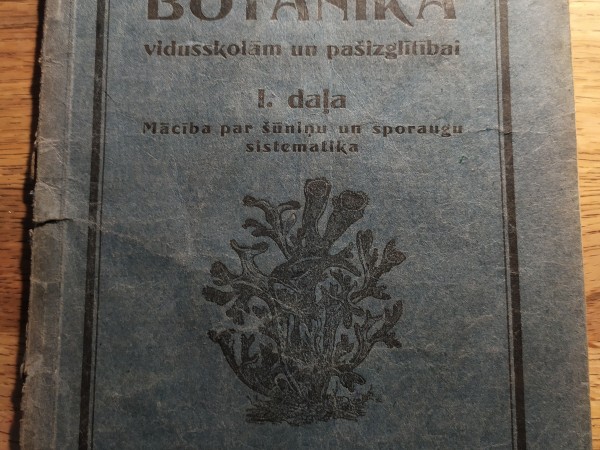 BOTANIKA
vidusskolām un pašizglītībai
I. daļa
Mācība par šūniņu un sporaugu
sistematika